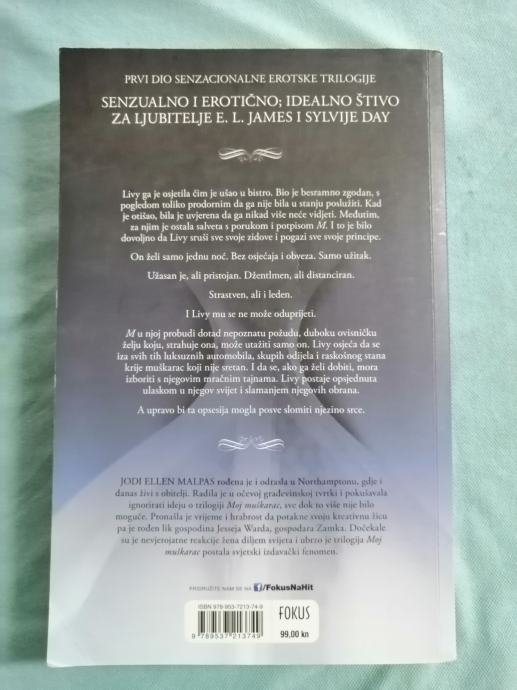 PRVI DIO SENZACIONALNE EROTSKE TRILOGIJE
SENZUALNO I EROTIČNO; IDEALNO ŠTIVO
ZA LJUBITELJE E. L. JAMES I SYLVIJE DAY
Livy ga je osjetila čim je ušao u bistro. Bio je besramno zgodan, s
pogledom toliko prodornim da ga nije bila u stanju poslužiti. Kad
je otišao, bila je uvjerena da ga nikad više neće vidjeti. Međutim,
za njim je ostala salveta s porukom i potpisom M. I to je bilo
dovoljno da Livy sruši sve svoje zidove i pogazi sve svoje principe.
On želi samo jednu noć. Bez osjećaja i obveza. Samo užitak.
Užasan je, ali pristojan. Džentlmen, ali distanciran.
Strastven, ali i leden.
I Livy mu se ne može oduprijeti.
M u njoj probudi dotad nepoznatu požudu, duboku ovisničku
želju koju, strahuje ona, može utažiti samo on. Livy osjeća da se
iza svih tih luksuznih automobila, skupih odijela i raskošnog stana
krije muškarac koji nije sretan. I da se, ako ga želi dobiti, mora
izboriti s njegovim mračnim tajnama. Livy postaje opsjednuta
ulaskom u njegov svijet i slamanjem njegovih obrana.
A upravo bi ta opsesija mogla posve slomiti njezino srce.
JODI ELLEN MALPAS rođena je i odrasla u Northamptonu, gdje i
danas živi s obitelji. Radila je u očevoj građevinskoj tvrtki i pokušavala
ignorirati ideju o trilogiji Moj muškarac, sve dok to više nije bilo
moguće. Pronašla je vrijeme i hrabrost da potakne svoju kreativnu žicu
pa je rođen lik gospodina Jesseja Warda, gospodara Zamka. Dočekale
su je nevjerojatne reakcije žena diljem svijeta i ubrzo je trilogija Moj
muškarac postala svjetski izdavački fenomen.
PRIDRUŽITE NAM SE NA f/FokusNaHit
ISBN 978-953-7213-74-9
9 789537 213749
FOKUS
99,00 kn